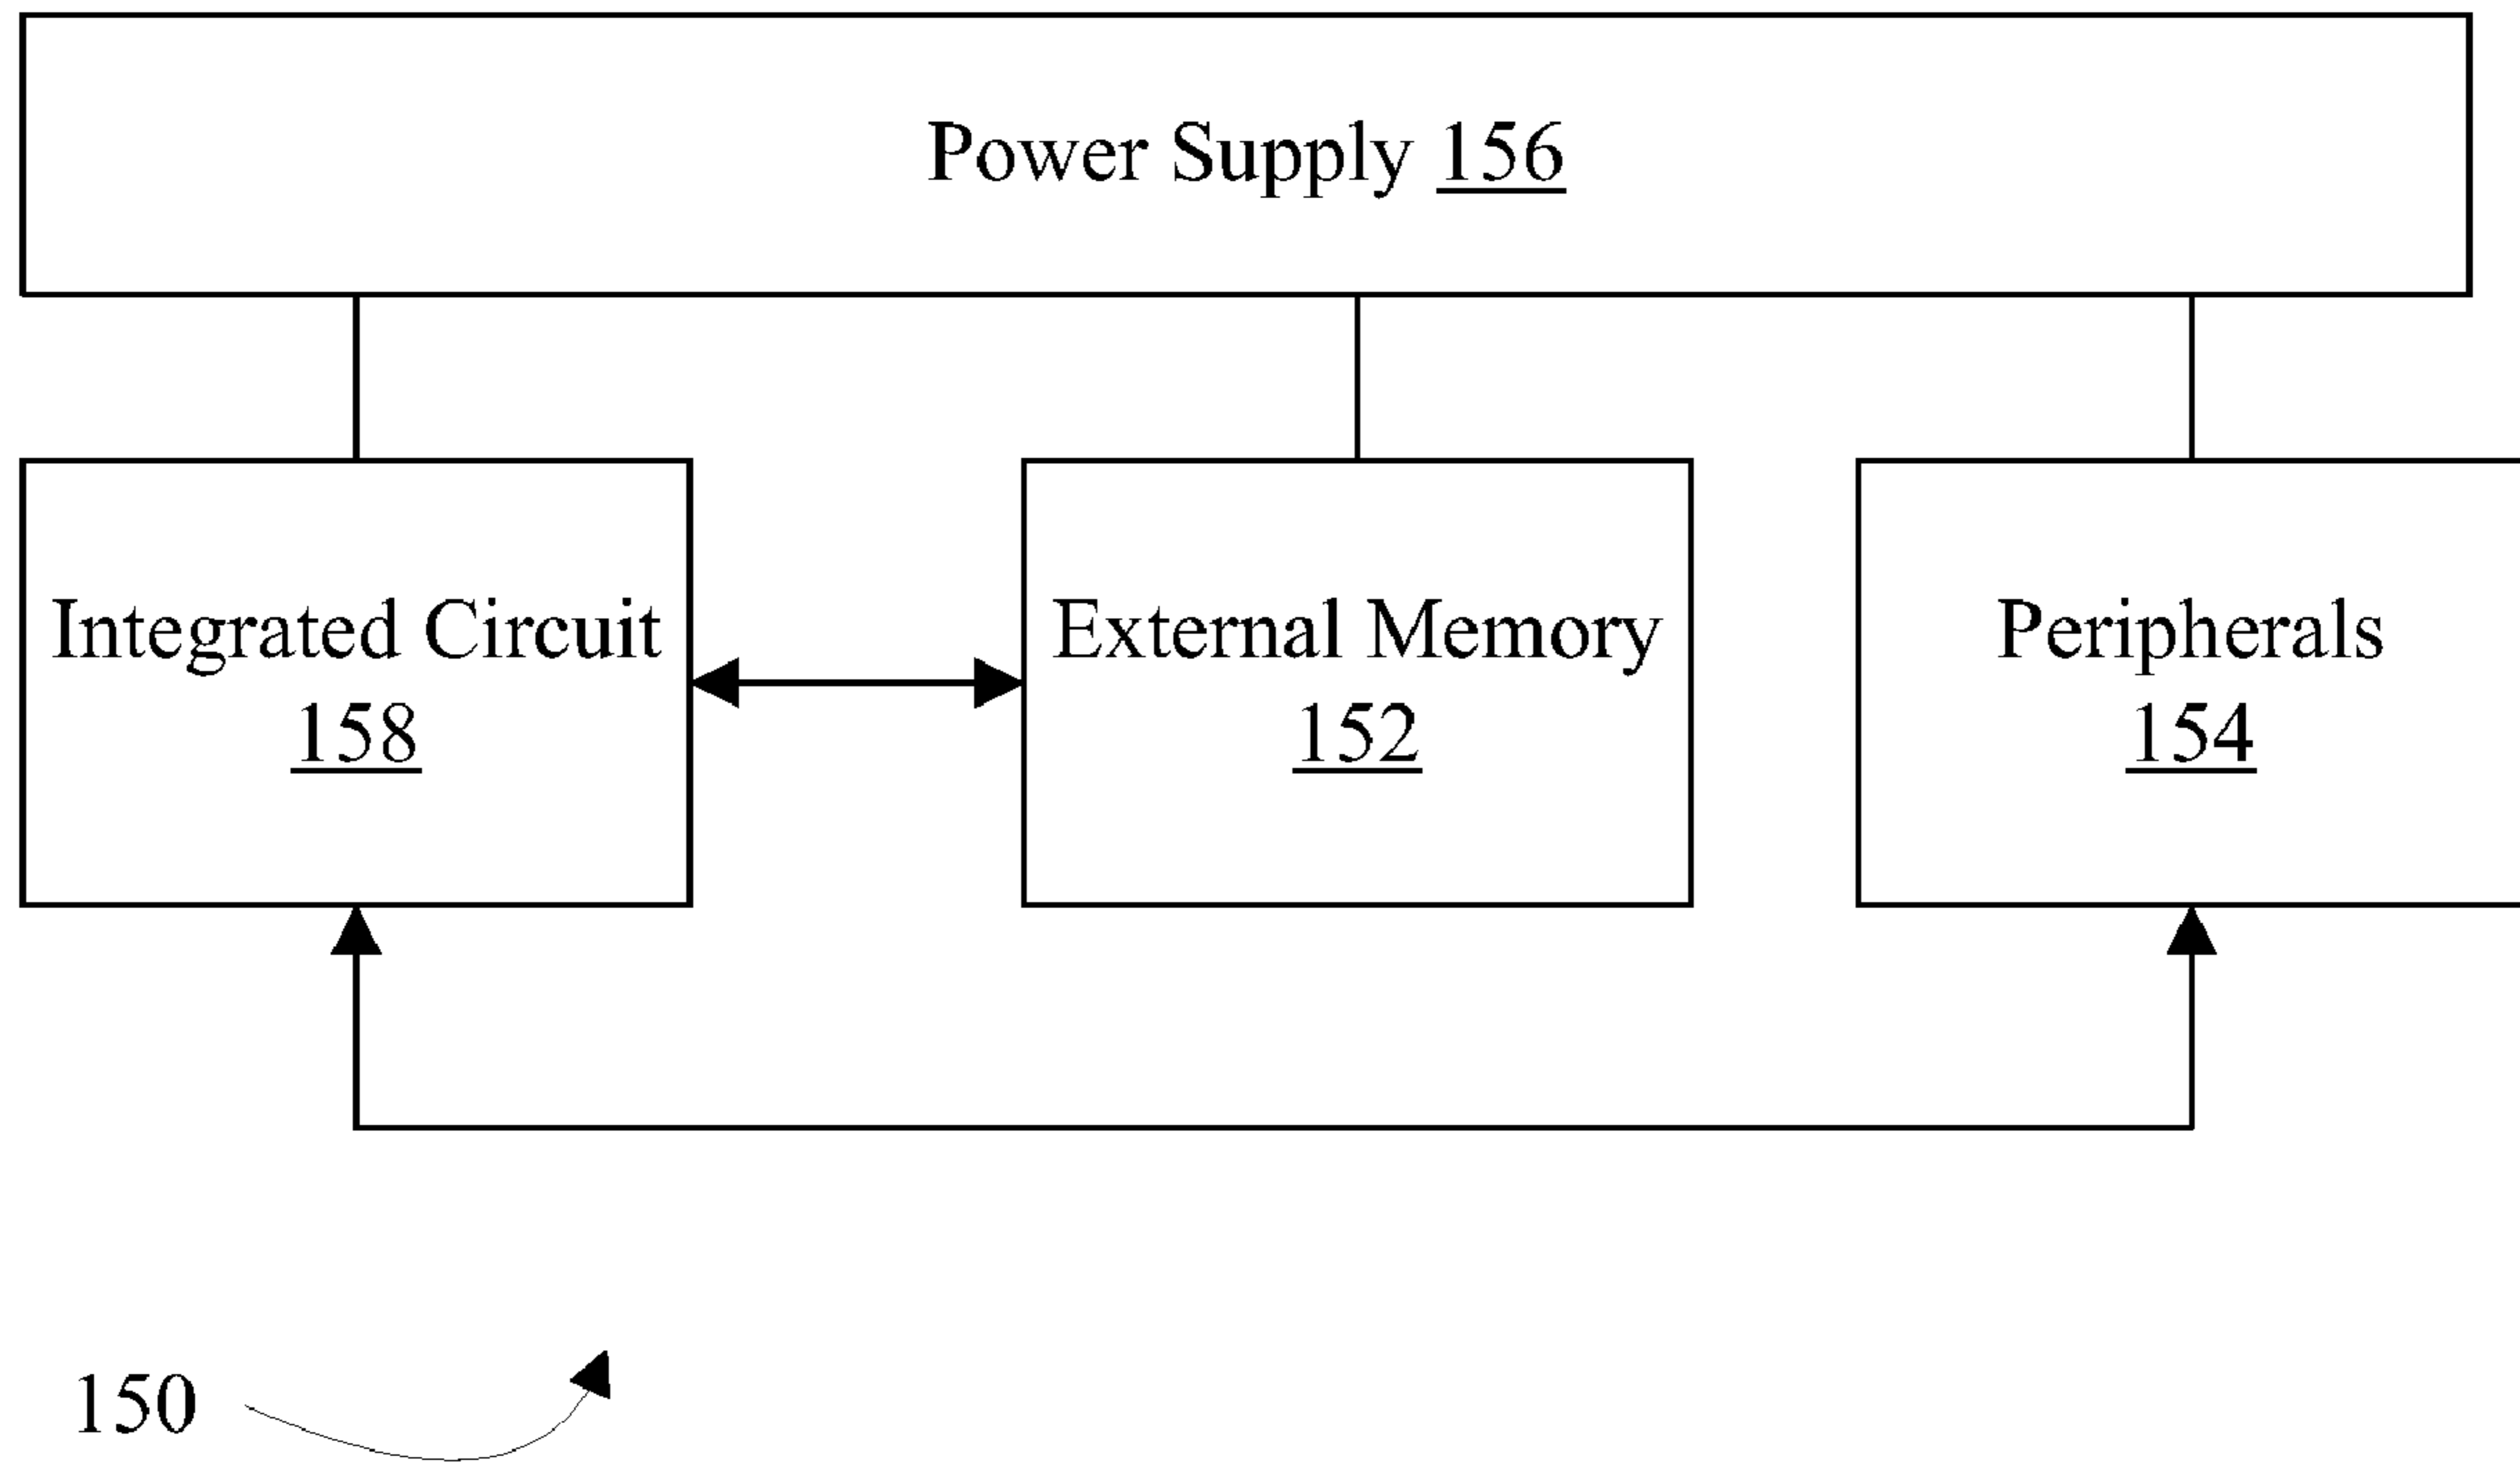 Power Supply 156
Integrated Circuit
158
External Memory
152
Peripherals
154
150